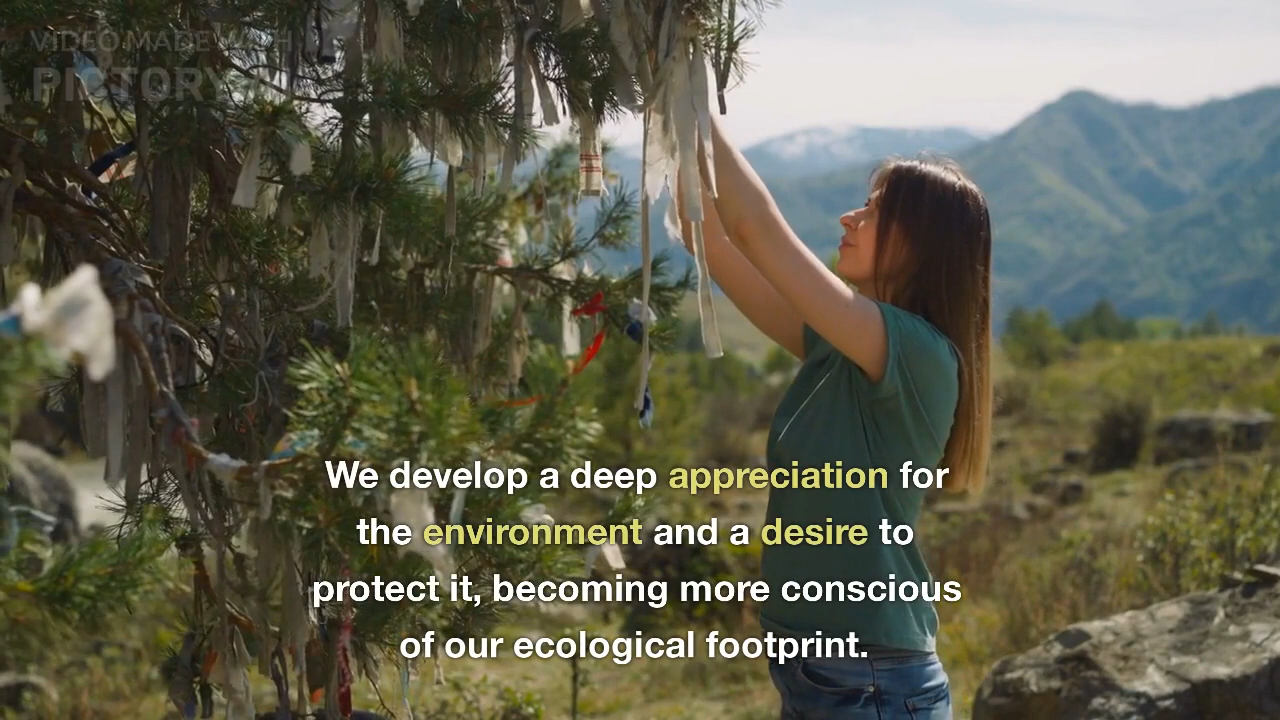 VIDEO MADE WITH
PICTORY
We develop a deep appreciation for
the environment and a desire to
protect it, becoming more conscious
of our ecological footprint.